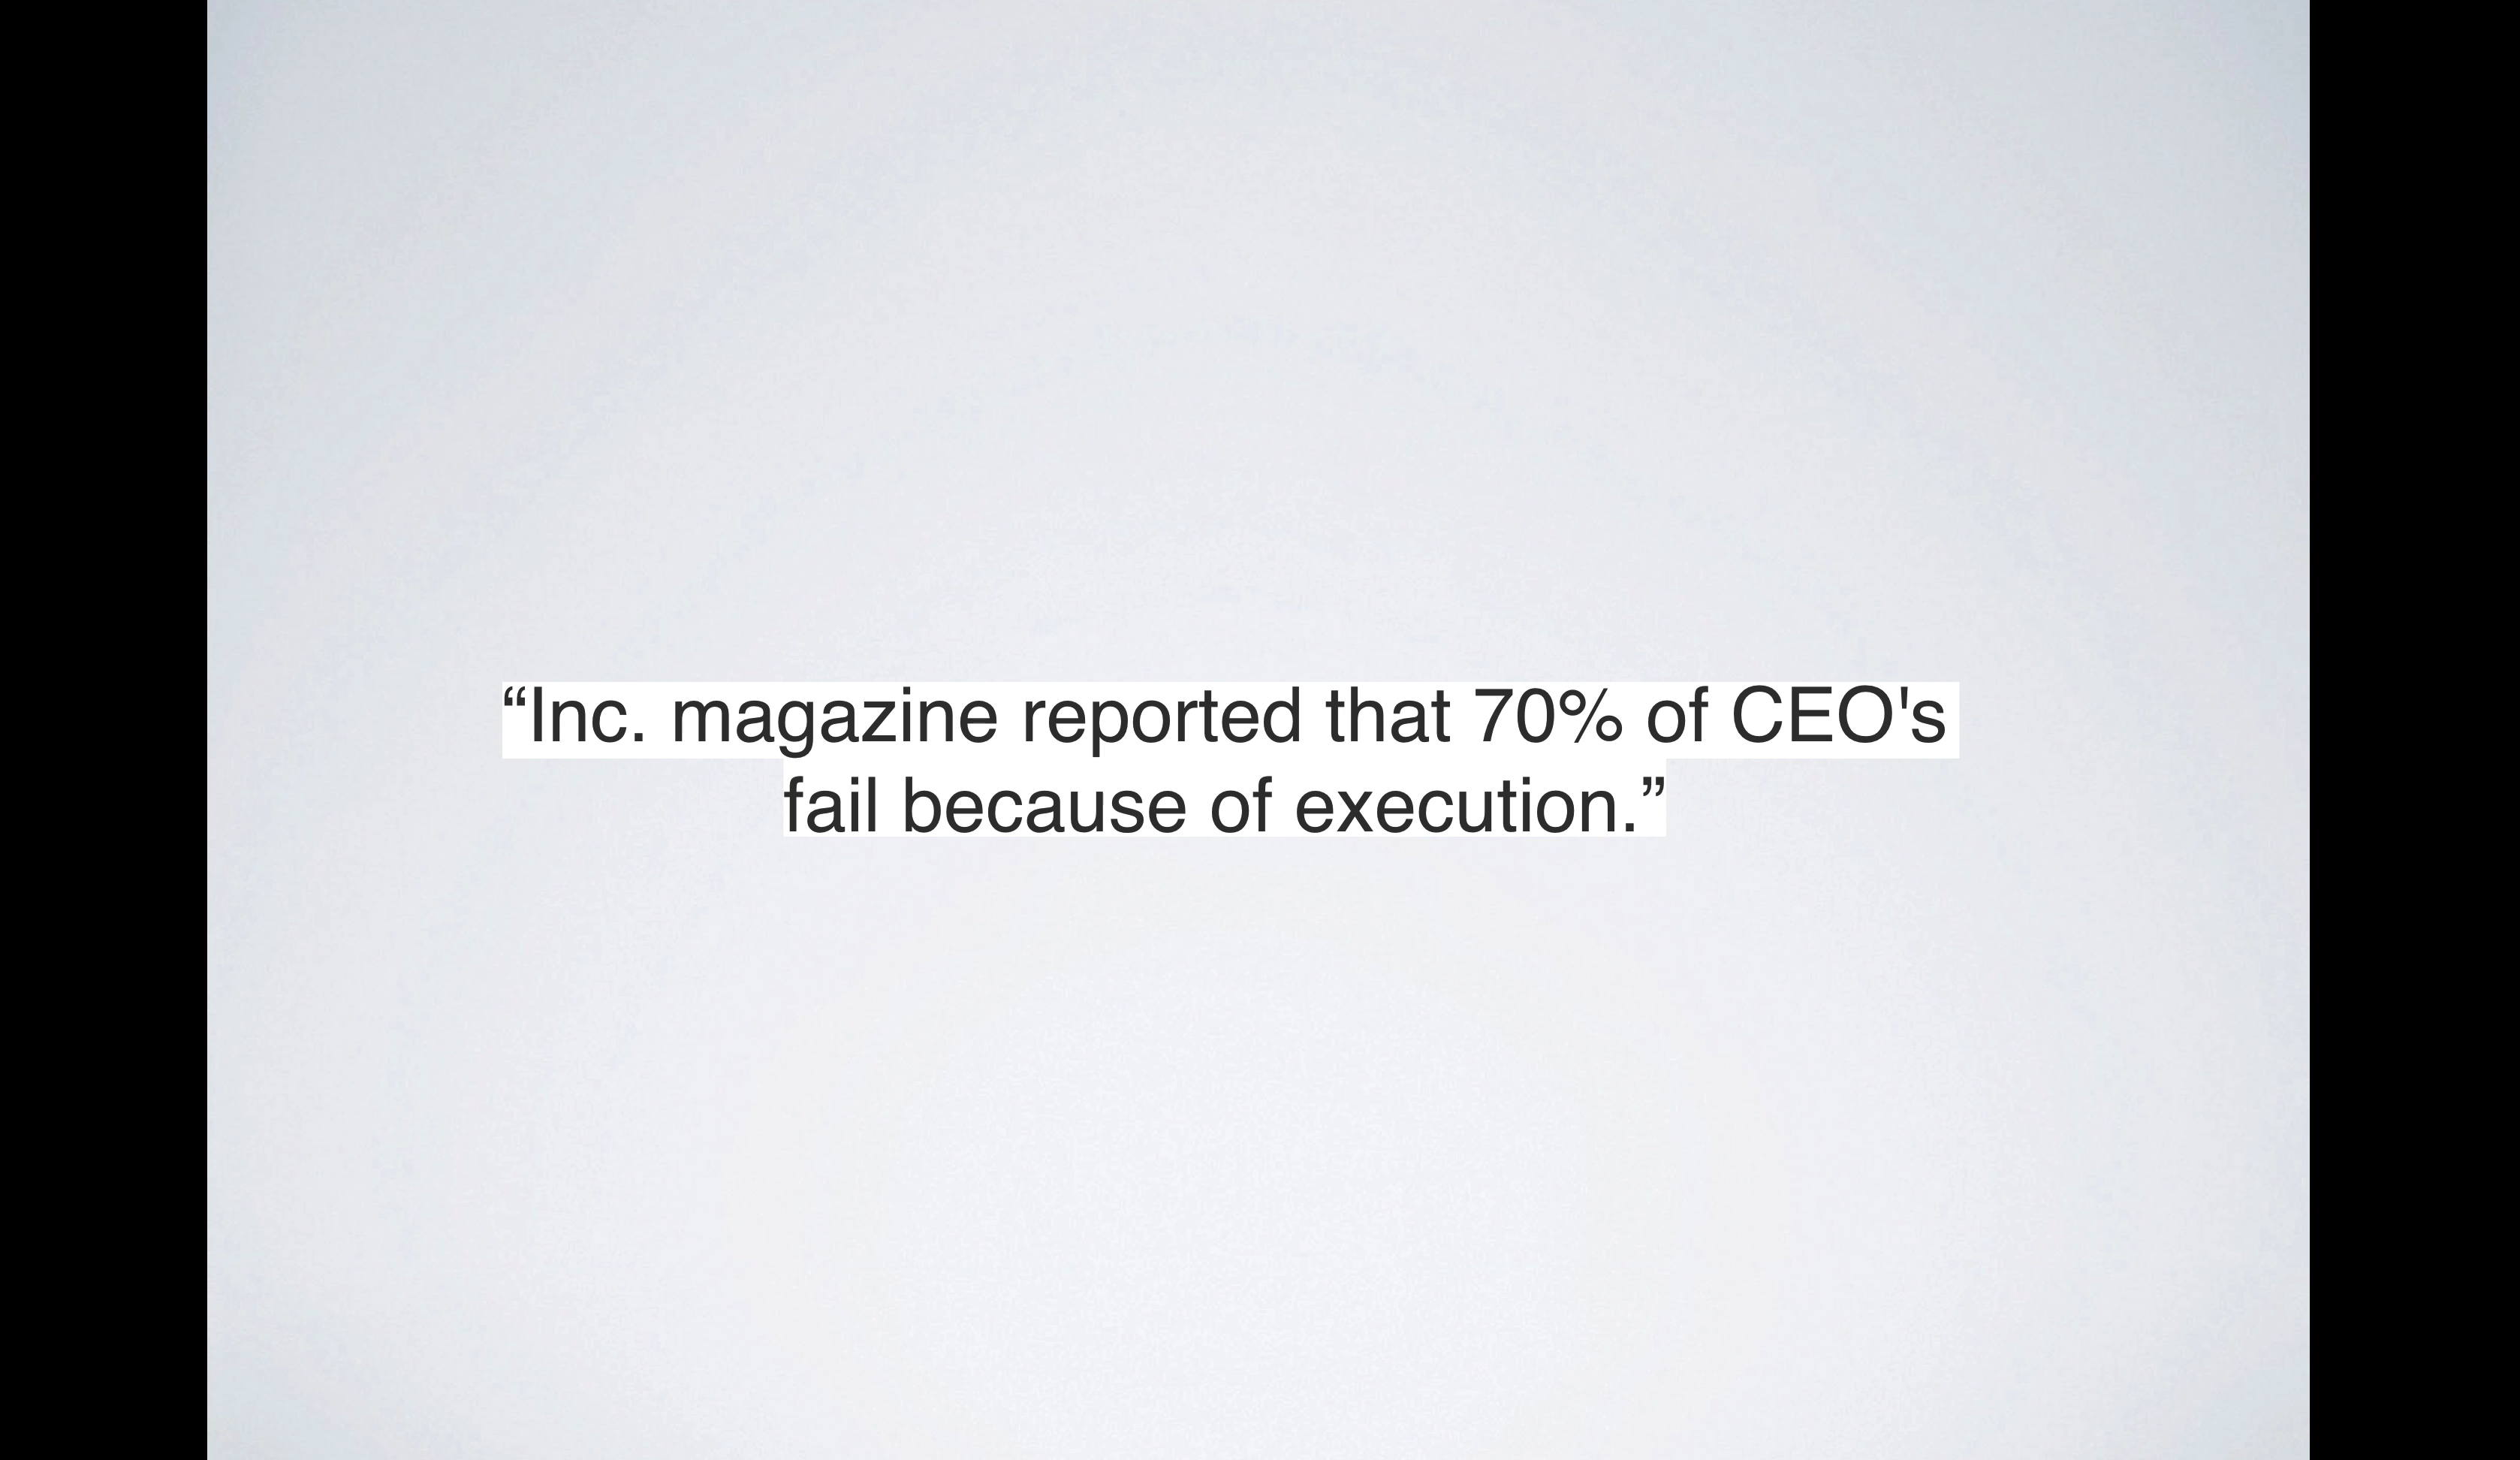 “Inc. magazine reported that 70% of CEO's
fail because of execution.”